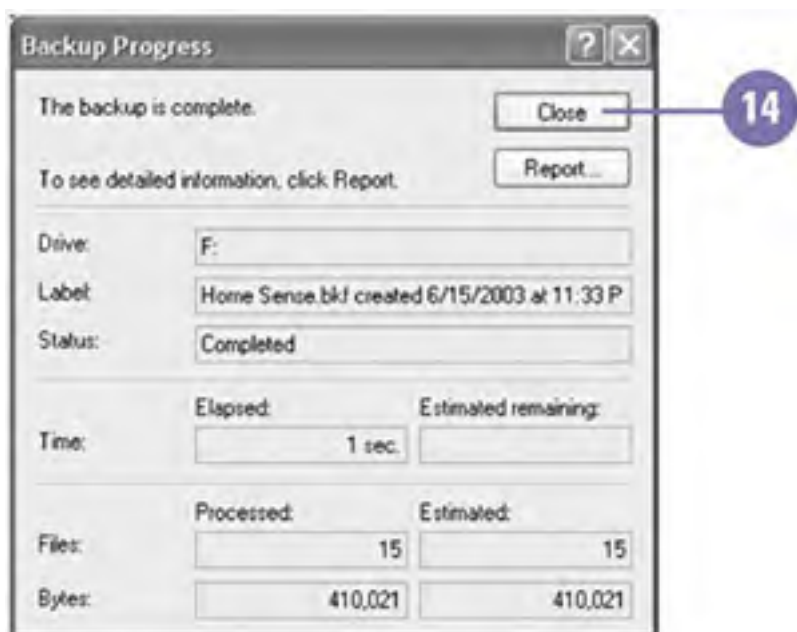 Backup Progress
The backup is complete.
Close
14
To see detailed information, click Report.
Report...
Drive:
F:
Label:
Home Sense.bkf created 6/15/2003 at 11:33 P
Status:
Completed
Elapsed:
Estimated remaining:
Time:
1 sec.
Processed:
Estimated:
Files:
15
15
Bytes:
410,021
410,021